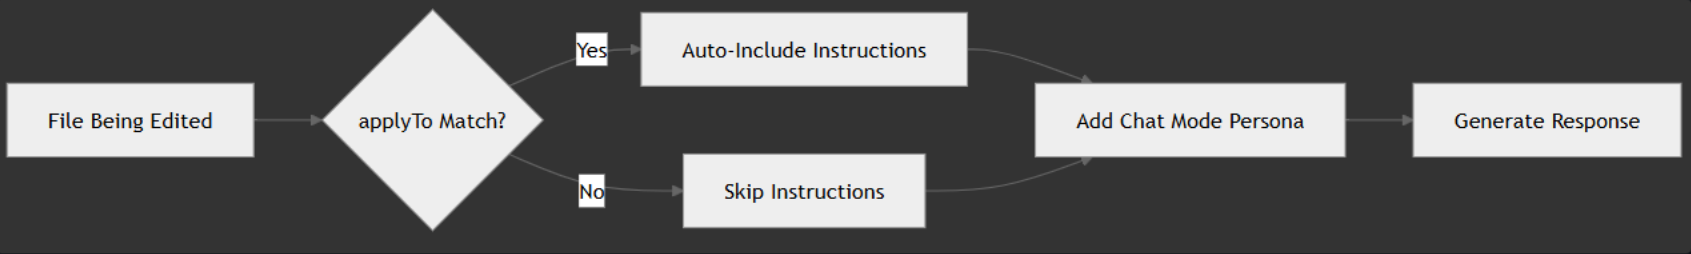 File Being Edited
applyTo Match?
Yes
Auto-Include Instructions
No
Skip Instructions
Add Chat Mode Persona
Generate Response